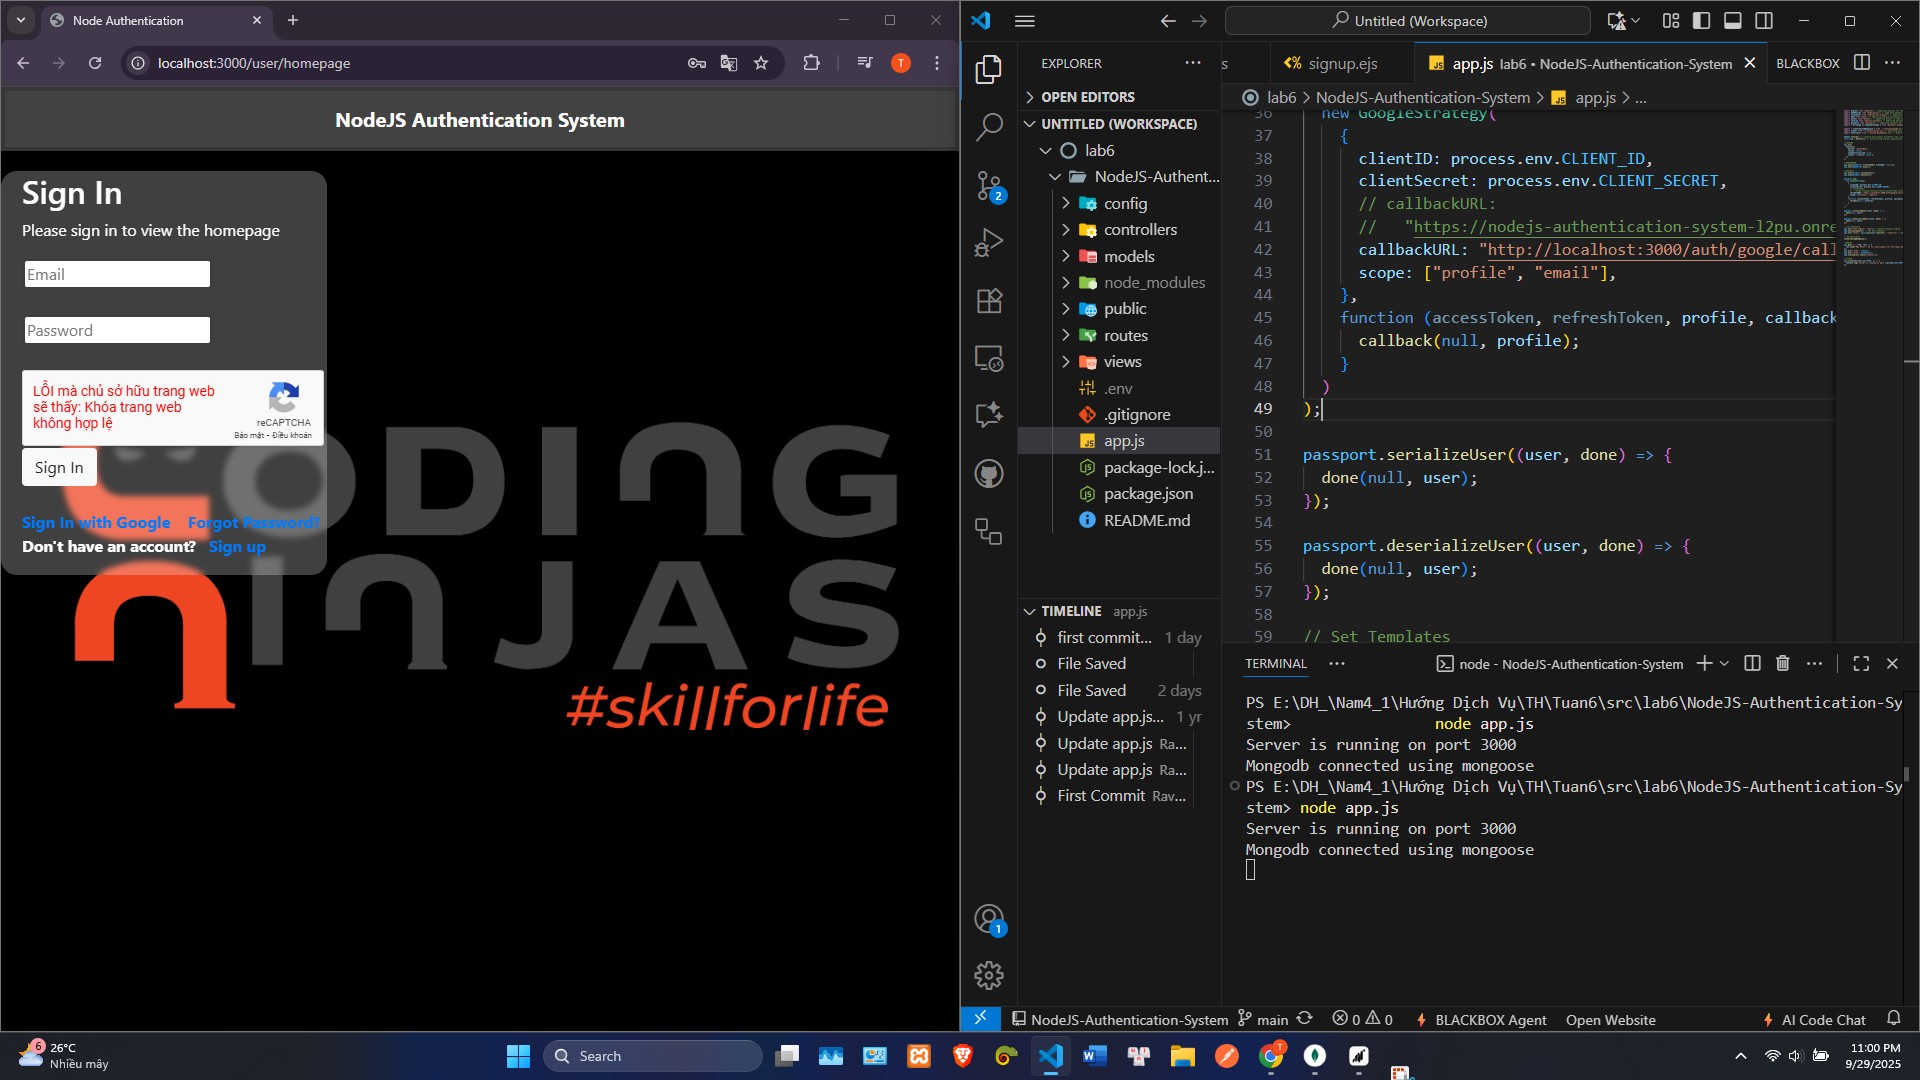 Node Authentication
localhost:3000/user/homepage
T
NodeJS Authentication System
Sign In
Please sign in to view the homepage
Email
Password
LỖI mà chủ sở hữu trang web
sẽ thấy: Khóa trang web
không hợp lệ
reCAPTCHA
Bảo mật - Điều khoản
Sign In
Sign In with Google Forgot Password?
Don't have an account? Sign up
CODING
NINJAS
#skillforlife
Untitled (Workspace)
EXPLORER
OPEN EDITORS
UNTITLED (WORKSPACE)
lab6
NodeJS-Authent...
config
controllers
models
node_modules
public
routes
views
.env
.gitignore
app.js
package-lock.j...
package.json
README.md
TIMELINE app.js
first commit... 1 day
File Saved
File Saved 2 days
Update app.js... 1 yr
Update app.js Ra...
Update app.js Ra...
First Commit Rav...
2
1
s
signup.ejs
app.js lab6 • NodeJS-Authentication-System
BLACKBOX
lab6 > NodeJS-Authentication-System > app.js > ...
36 new GoogleStrategy(
37 {
38 clientID: process.env.CLIENT_ID,
39 clientSecret: process.env.CLIENT_SECRET,
40 // callbackURL:
41 // "https://nodejs-authentication-system-l2pu.onre
42 callbackURL: "http://localhost:3000/auth/google/call
43 scope: ["profile", "email"],
44 },
45 function (accessToken, refreshToken, profile, callback
46 callback(null, profile);
47 }
48 )
49 );
50
51 passport.serializeUser((user, done) => {
52 done(null, user);
53 });
54
55 passport.deserializeUser((user, done) => {
56 done(null, user);
57 });
58
59 // Set Templates
TERMINAL
node - NodeJS-Authentication-System
PS E:\DH_\Nam4_1\Hướng Dịch Vụ\TH\Tuan6\src\lab6\NodeJS-Authentication-Sy
stem> node app.js
Server is running on port 3000
Mongodb connected using mongoose
PS E:\DH_\Nam4_1\Hướng Dịch Vụ\TH\Tuan6\src\lab6\NodeJS-Authentication-Sy
stem> node app.js
Server is running on port 3000
Mongodb connected using mongoose
NodeJS-Authentication-System main 0 0 BLACKBOX Agent Open Website AI Code Chat
6
26°C
Nhiều mây
Search
T
11:00 PM
9/29/2025